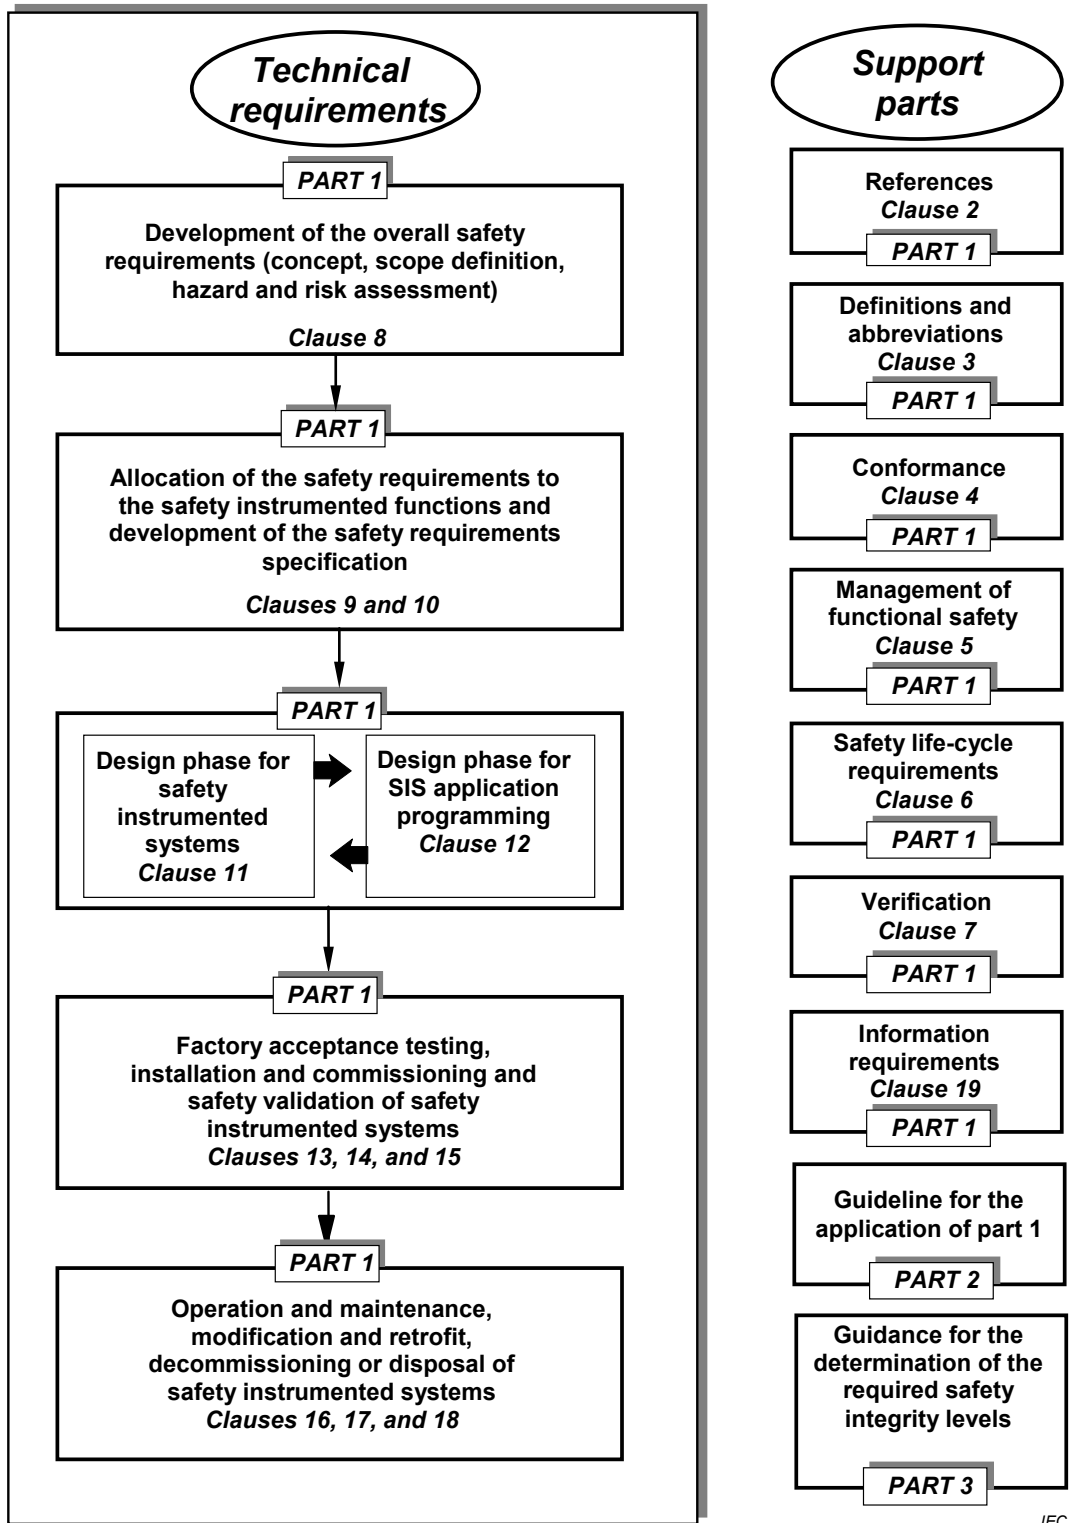 Technical
requirements
PART 1
Development of the overall safety
requirements (concept, scope definition,
hazard and risk assessment)
Clause 8
PART 1
Allocation of the safety requirements to
the safety instrumented functions and
development of the safety requirements
specification
Clauses 9 and 10
PART 1
Design phase for
safety
instrumented
systems
Clause 11
Design phase for
SIS application
programming
Clause 12
PART 1
Factory acceptance testing,
installation and commissioning and
safety validation of safety
instrumented systems
Clauses 13, 14, and 15
PART 1
Operation and maintenance,
modification and retrofit,
decommissioning or disposal of
safety instrumented systems
Clauses 16, 17, and 18
Support
parts
References
Clause 2
PART 1
Definitions and
abbreviations
Clause 3
PART 1
Conformance
Clause 4
PART 1
Management of
functional safety
Clause 5
PART 1
Safety life-cycle
requirements
Clause 6
PART 1
Verification
Clause 7
PART 1
Information
requirements
Clause 19
PART 1
Guideline for the
application of part 1
PART 2
Guidance for the
determination of the
required safety
integrity levels
PART 3
IEC